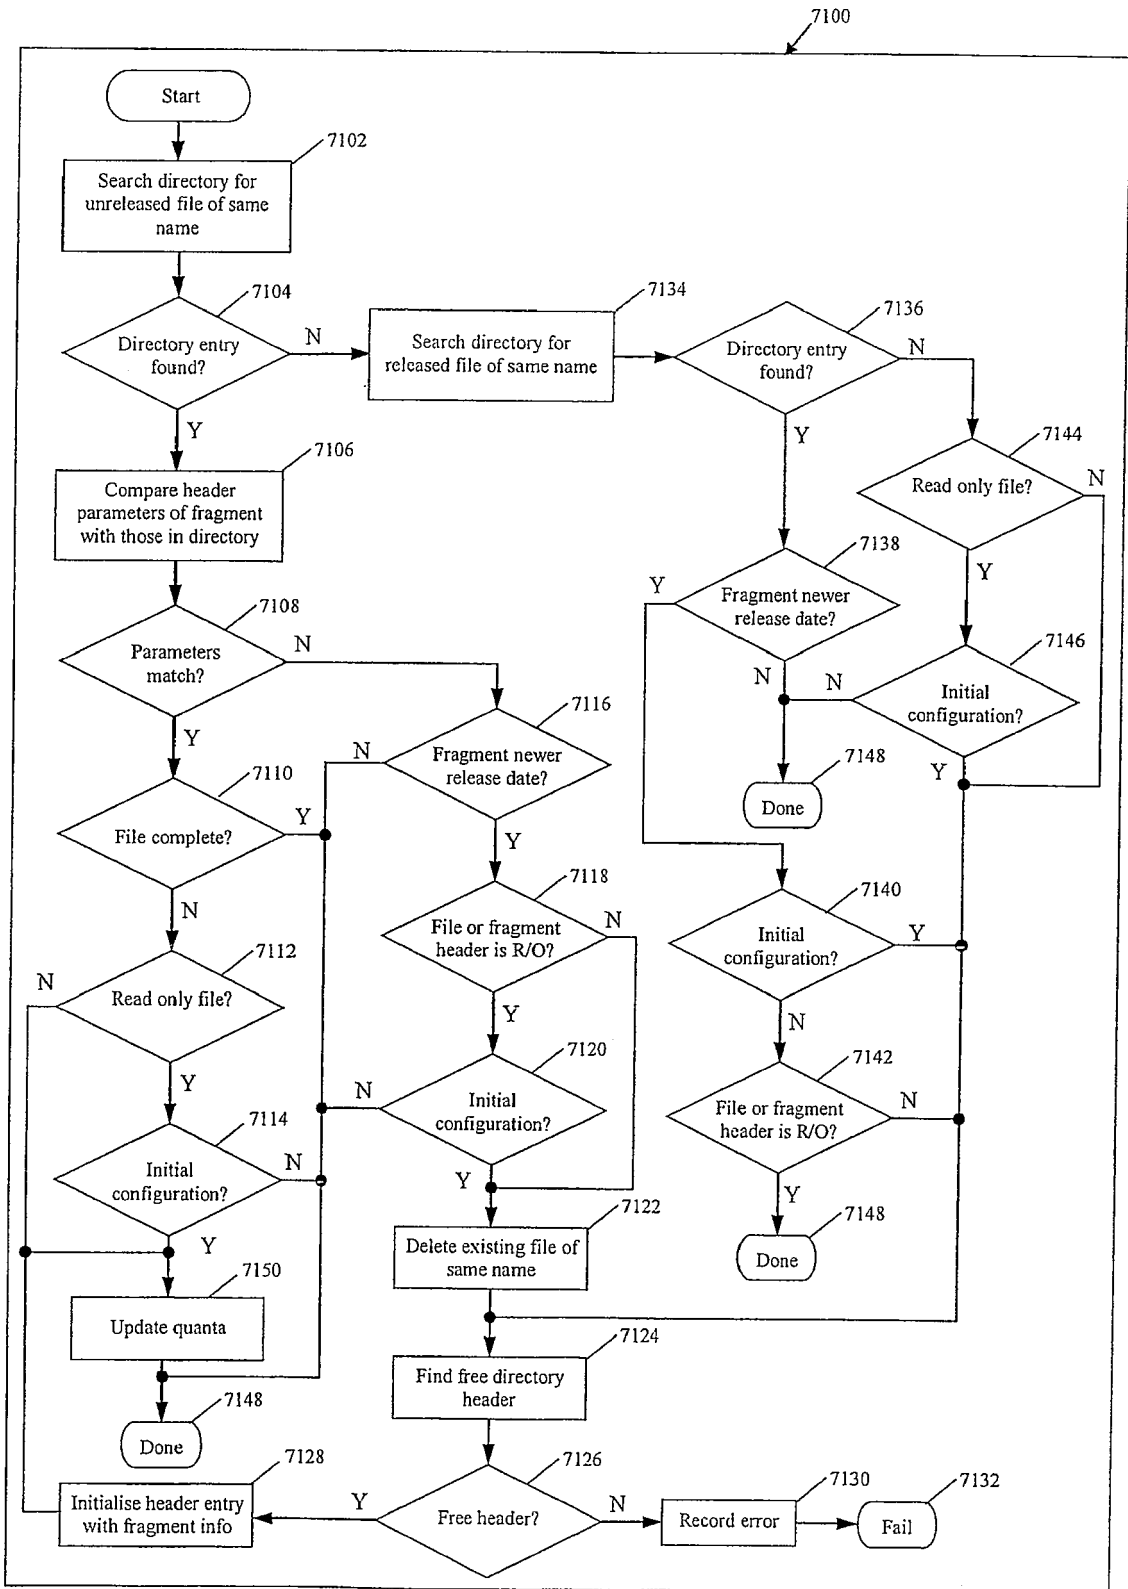 7100
Start
7102
Search directory for
unreleased file of same
name
7104
Directory entry
found?
N
Y
7134
Search directory for
released file of same name
7136
Directory entry
found?
N
Y
7144
Read only file?
N
Y
7106
Compare header
parameters of fragment
with those in directory
7138
Fragment newer
release date?
Y
N
7146
Initial
configuration?
N
Y
7108
Parameters
match?
N
Y
7116
Fragment newer
release date?
N
Y
7148
Done
7110
File complete?
Y
N
7118
File or fragment
header is R/O?
N
Y
7140
Initial
configuration?
Y
N
7112
Read only file?
N
Y
7120
Initial
configuration?
N
Y
7142
File or fragment
header is R/O?
N
Y
7114
Initial
configuration?
N
Y
7122
Delete existing file of
same name
7148
Done
7150
Update quanta
7124
Find free directory
header
7148
Done
7128
Initialise header entry
with fragment info
7126
Free header?
Y
N
7130
Record error
7132
Fail